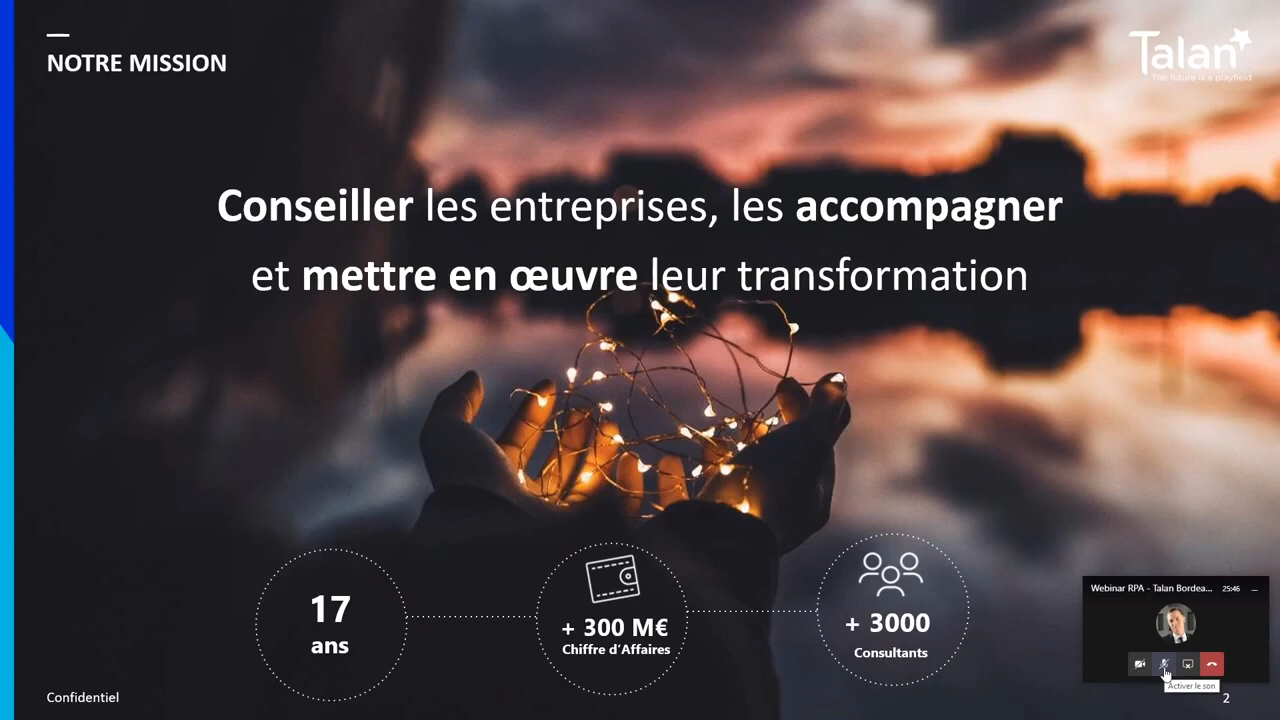 NOTRE MISSION
Talan
The future is a playfield
Conseiller les entreprises, les accompagner
et mettre en œuvre leur transformation
17
ans
+ 300 M€
Chiffre d'Affaires
+ 3000
Consultants
Webinar RPA - Talan Bordea... 25:46
Activer le son
Confidentiel
2